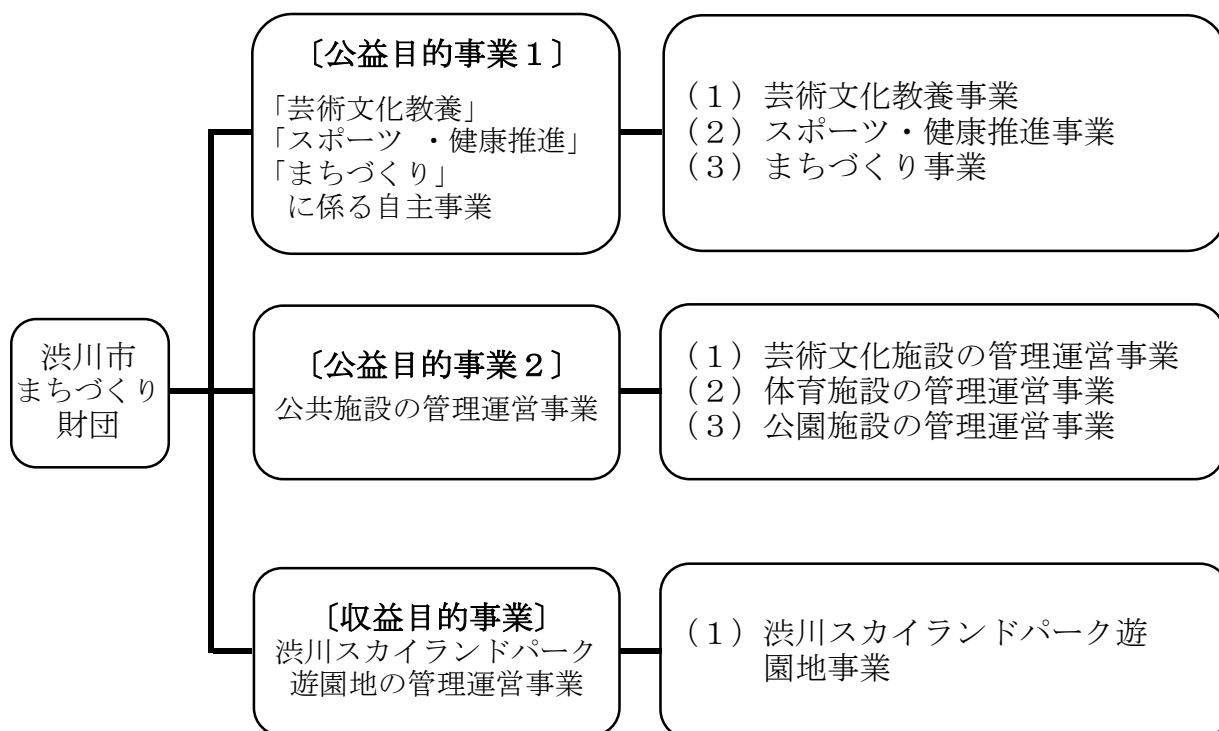 渋川市
まちづくり
財団
〔公益目的事業１〕
「芸術文化教養」
「スポーツ ・健康推進」
「まちづくり」
に係る自主事業
（１）芸術文化教養事業
（２）スポーツ・健康推進事業
（３）まちづくり事業
〔公益目的事業２〕
公共施設の管理運営事業
（１）芸術文化施設の管理運営事業
（２）体育施設の管理運営事業
（３）公園施設の管理運営事業
〔収益目的事業〕
渋川スカイランドパーク
遊園地の管理運営事業
（１）渋川スカイランドパーク遊
園地事業